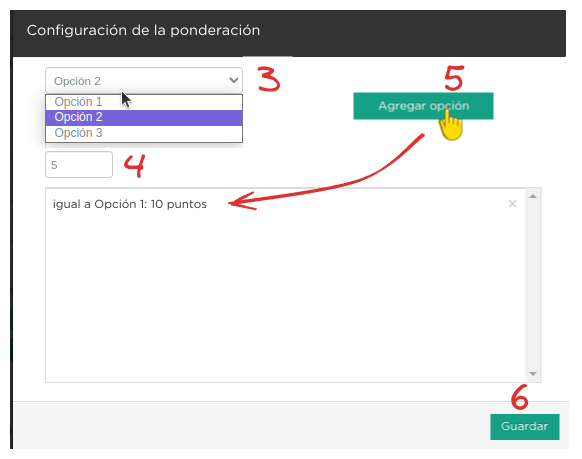 Configuración de la ponderación
Opción 2
3
Opción 1
Opción 2
Opción 3
5
Agregar opción
5
4
igual a Opción 1: 10 puntos ×
6
Guardar